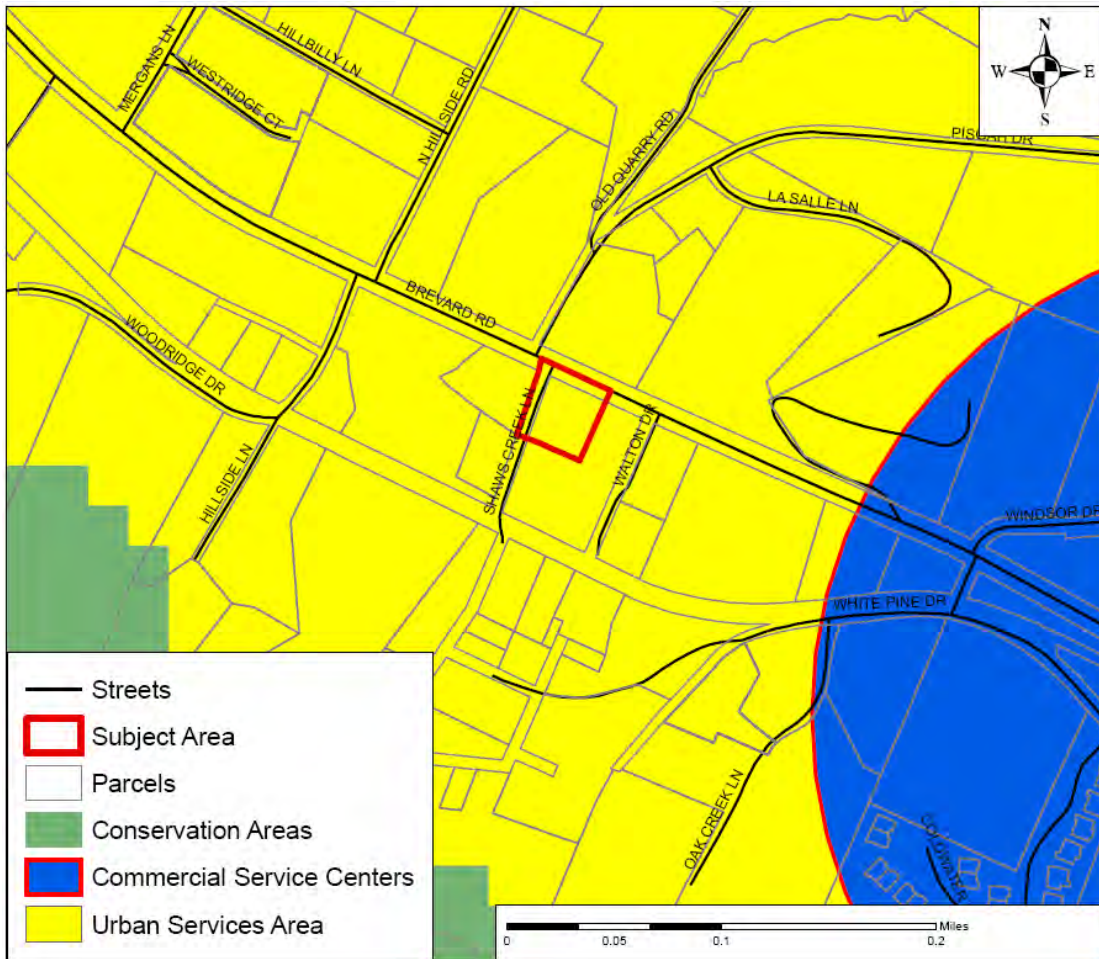 N
W E
S
HILLBILLY LN
MERGANS LN
WESTRIDGE CT
N HILLSIDE RD
OLD QUARRY RD
PISGAH DR
LA SALLE LN
BREVARD RD
WOODRIDGE DR
SHAWS CREEK LN
WALTON DR
HILLSIDE LN
WINDSOR DR
WHITE PINE DR
OAK CREEK LN
COLDWATER
Streets
Subject Area
Parcels
Conservation Areas
Commercial Service Centers
Urban Services Area
Miles
0 0.05 0.1 0.2